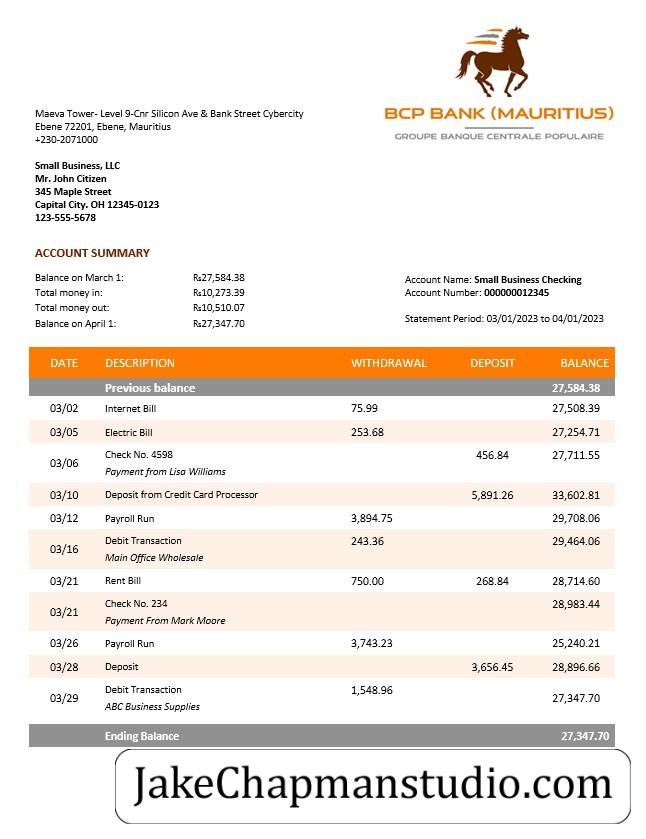 BCP BANK (MAURITIUS)
GROUPE BANQUE CENTRALE POPULAIRE
Maeva Tower- Level 9-Cnr Silicon Ave & Bank Street Cybercity
Ebene 72201, Ebene, Mauritius
+230-2071000
Small Business, LLC
Mr. John Citizen
345 Maple Street
Capital City. OH 12345-0123
123-555-5678
ACCOUNT SUMMARY
Balance on March 1: ₨27,584.38
Total money in: ₨10,273.39
Total money out: ₨10,510.07
Balance on April 1: ₨27,347.70
Account Name: Small Business Checking
Account Number: 000000012345
Statement Period: 03/01/2023 to 04/01/2023
DATE DESCRIPTION WITHDRAWAL DEPOSIT BALANCE
Previous balance 27,584.38
03/02 Internet Bill 75.99 27,508.39
03/05 Electric Bill 253.68 27,254.71
03/06 Check No. 4598 456.84 27,711.55
Payment from Lisa Williams
03/10 Deposit from Credit Card Processor 5,891.26 33,602.81
03/12 Payroll Run 3,894.75 29,708.06
03/16 Debit Transaction 243.36 29,464.06
Main Office Wholesale
03/21 Rent Bill 750.00 268.84 28,714.60
03/21 Check No. 234 28,983.44
Payment From Mark Moore
03/26 Payroll Run 3,743.23 25,240.21
03/28 Deposit 3,656.45 28,896.66
03/29 Debit Transaction 1,548.96 27,347.70
ABC Business Supplies
Ending Balance 27,347.70
JakeChapmanstudio.com